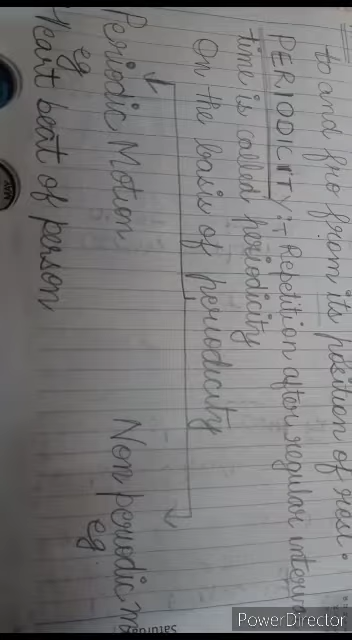 to and fro from its position of rest.
PERIODICITY :- Repetition after regular interva
time is called periodicity
On the basis of periodicity
Periodic Motion
Non periodic m
eg
eg
heart beat of person
PowerDirector